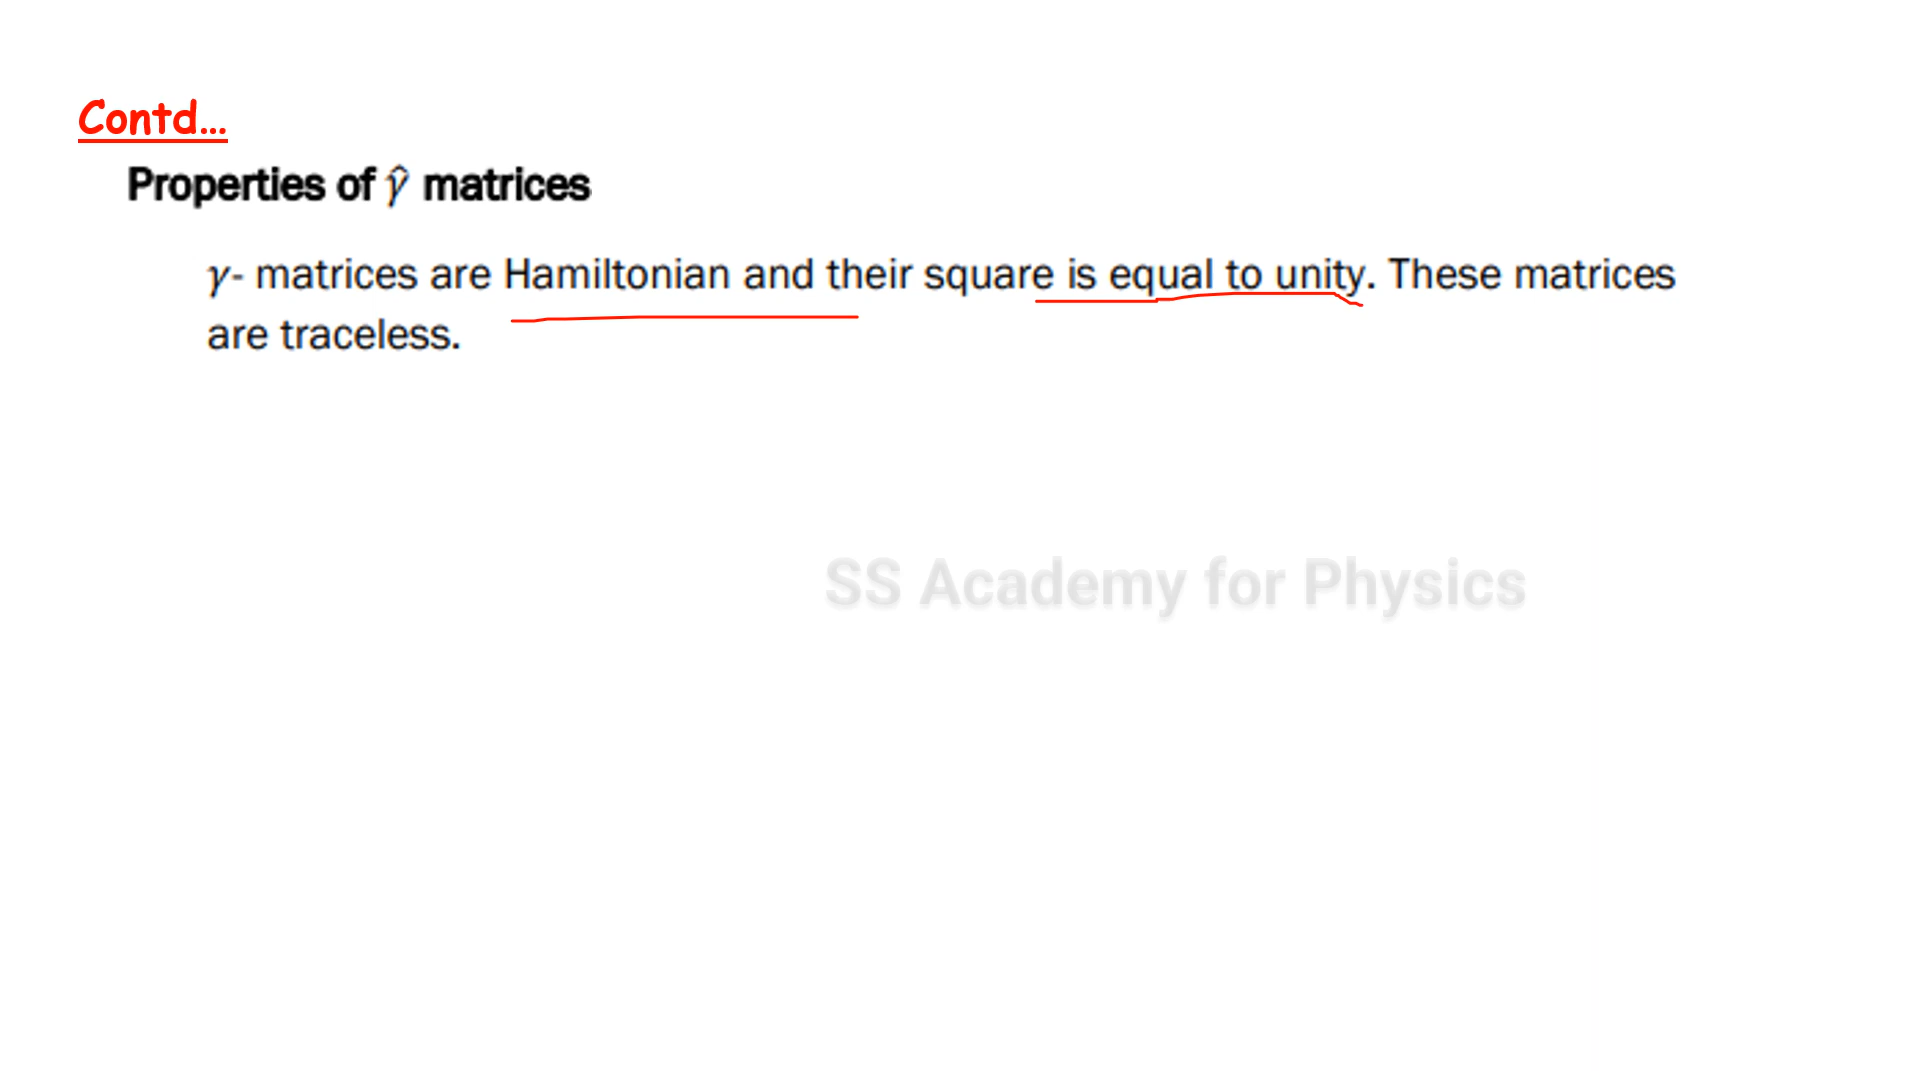 Contd...
Properties of γ̂ matrices
γ- matrices are Hamiltonian and their square is equal to unity. These matrices
are traceless.
SS Academy for Physics